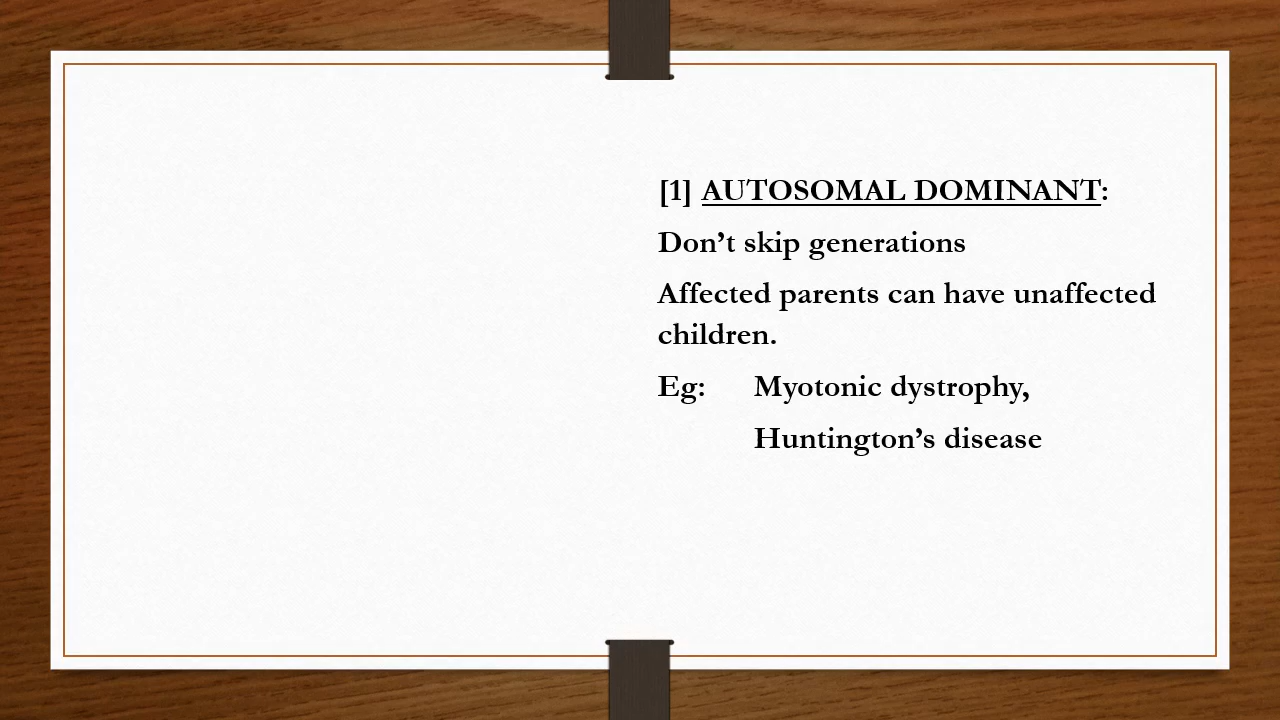 [1] AUTOSOMAL DOMINANT:
Don’t skip generations
Affected parents can have unaffected
children.
Eg: Myotonic dystrophy,
Huntington’s disease